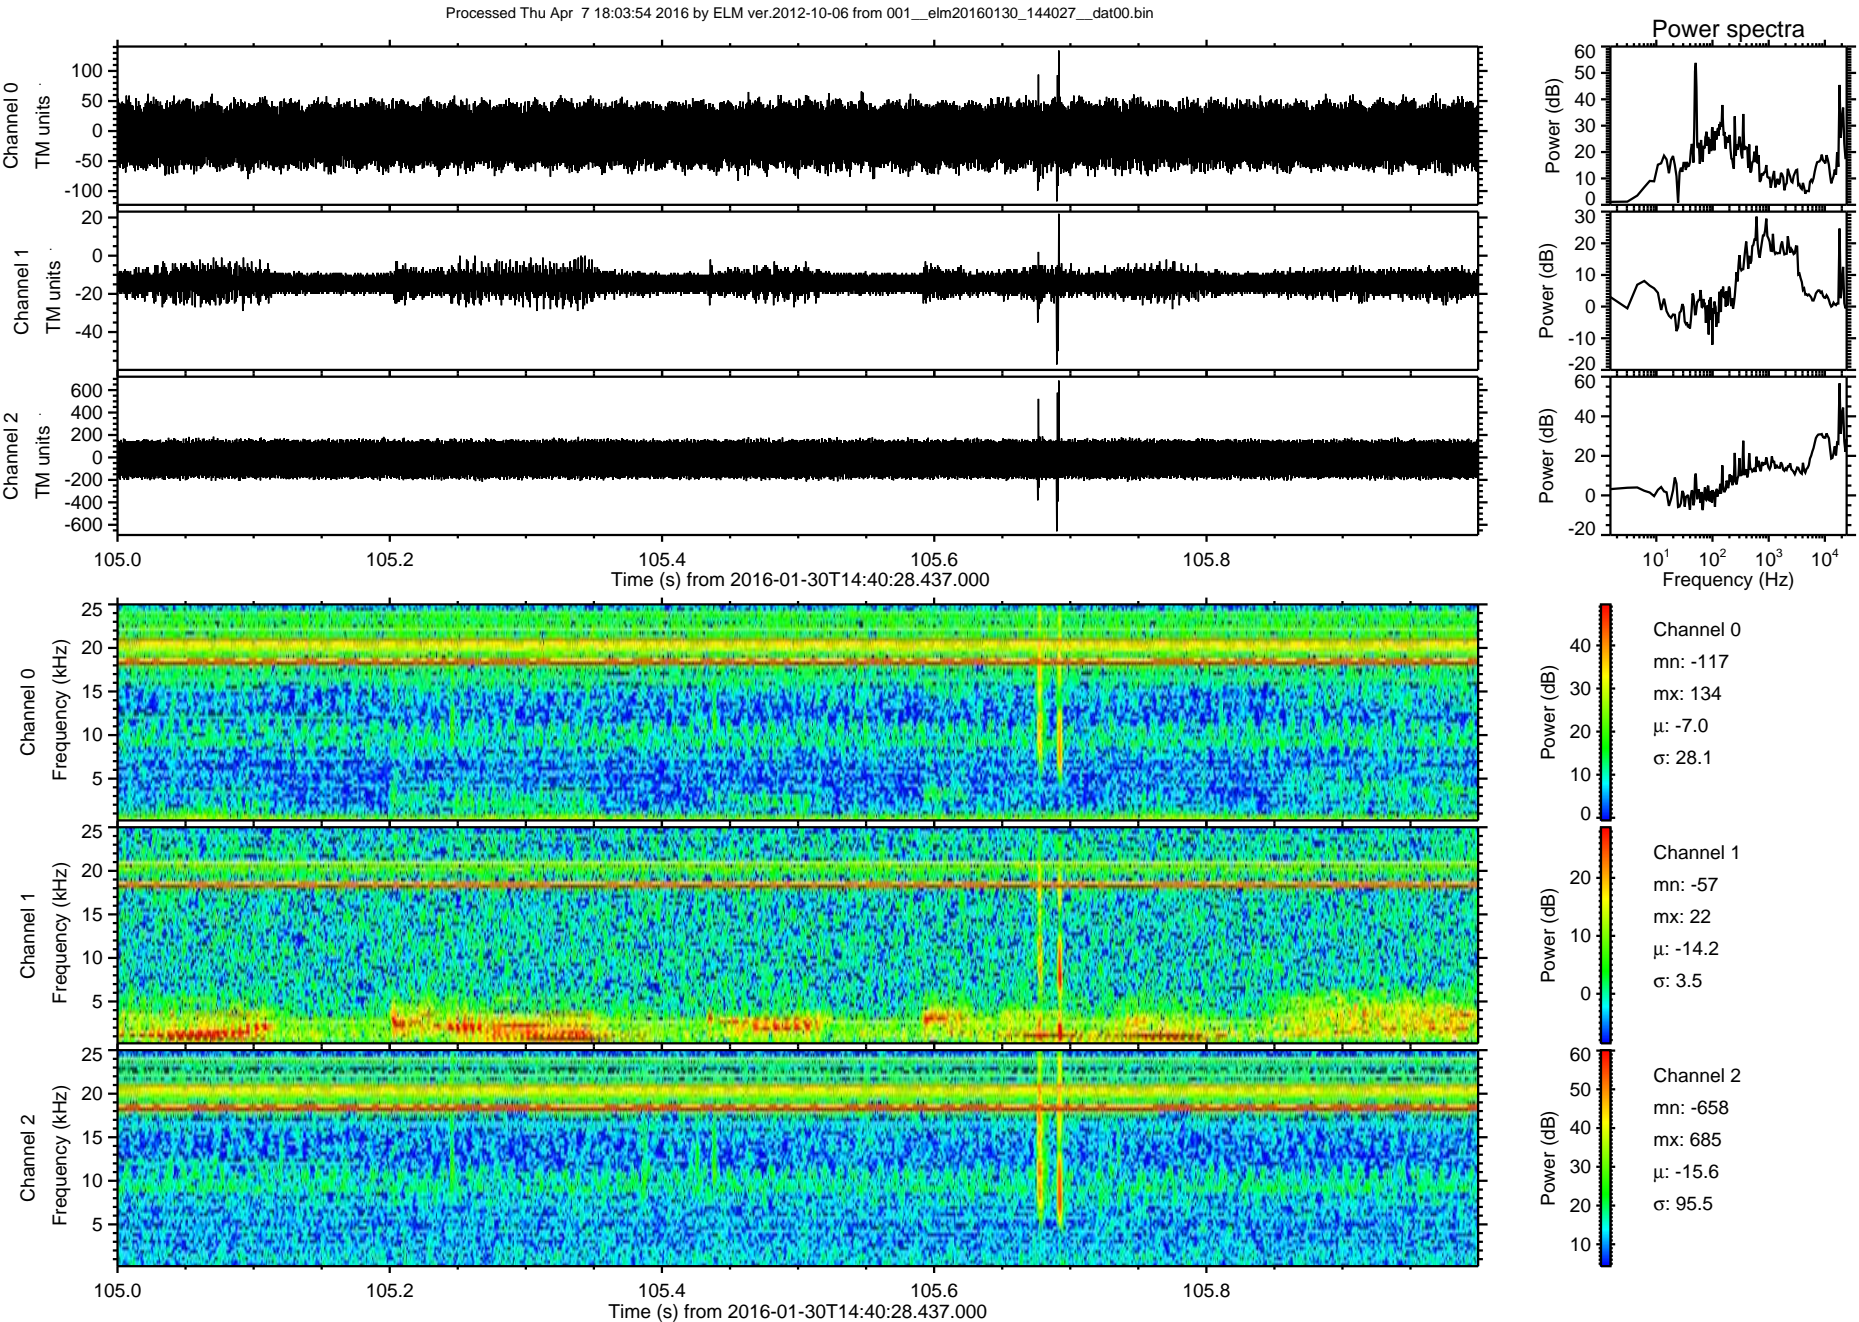 Processed Thu Apr 7 18:03:54 2016 by ELM ver.2012-10-06 from 001__elm20160130_144027__dat00.bin
Power spectra
Channel 0
TM units
100
50
0
-50
-100
Power (dB)
60
50
40
30
20
10
0
Channel 1
TM units
20
0
-20
-40
Power (dB)
30
20
10
0
-10
-20
Channel 2
TM units
600
400
200
0
-200
-400
-600
Power (dB)
60
40
20
0
-20
105.0 105.2 105.4 105.6 105.8
Time (s) from 2016-01-30T14:40:28.437.000
10^1 10^2 10^3 10^4
Frequency (Hz)
Channel 0
Frequency (kHz)
25
20
15
10
5
Power (dB)
40
30
20
10
0
Channel 0
mn: -117
mx: 134
μ: -7.0
σ: 28.1
Channel 1
Frequency (kHz)
25
20
15
10
5
Power (dB)
20
10
0
Channel 1
mn: -57
mx: 22
μ: -14.2
σ: 3.5
Channel 2
Frequency (kHz)
25
20
15
10
5
Power (dB)
60
50
40
30
20
10
Channel 2
mn: -658
mx: 685
μ: -15.6
σ: 95.5
105.0 105.2 105.4 105.6 105.8
Time (s) from 2016-01-30T14:40:28.437.000